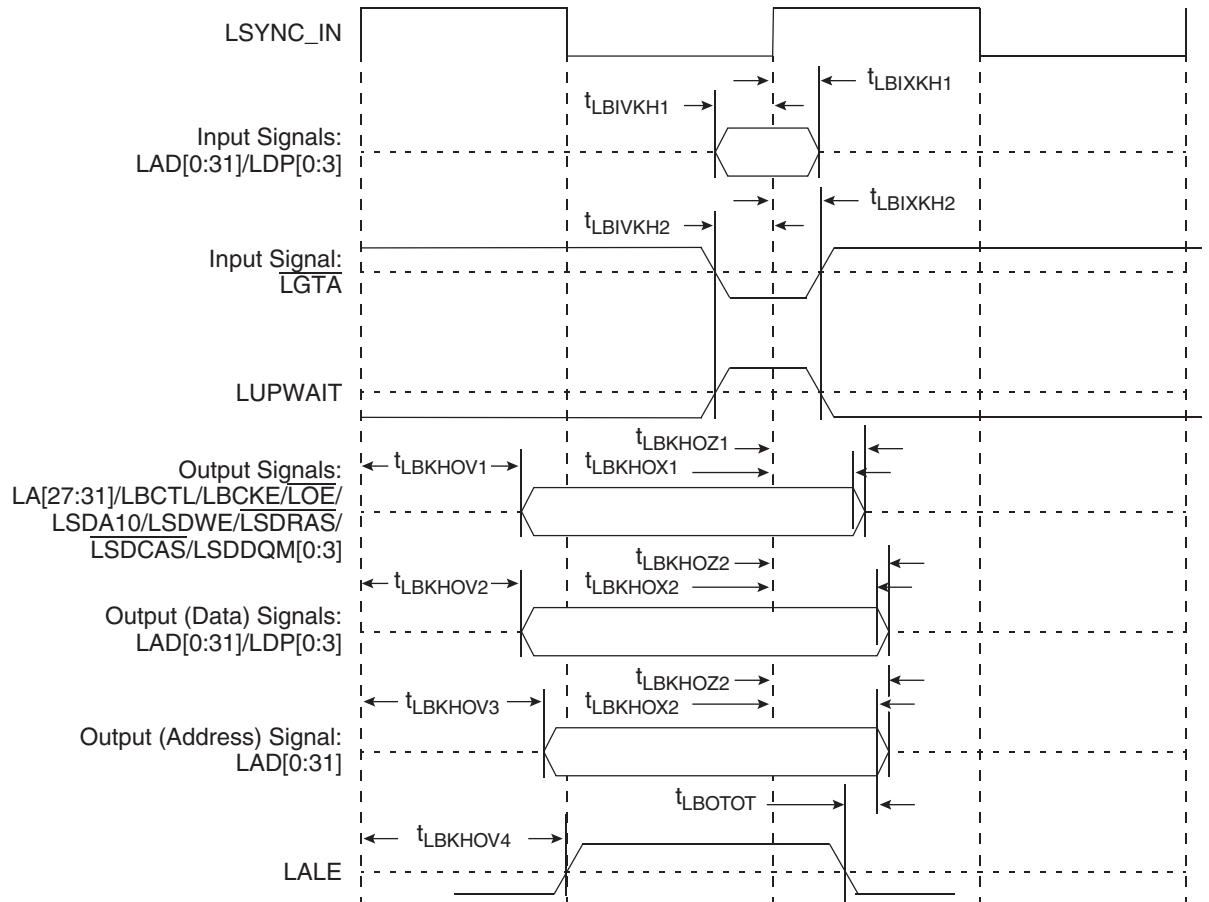 LSYNC_IN
tLBIXKH1
tLBIVKH1
Input Signals:
LAD[0:31]/LDP[0:3]
tLBIXKH2
tLBIVKH2
Input Signal:
LGTA
LUPWAIT
tLBKHOZ1
tLBKHOV1
tLBKHOX1
Output Signals:
LA[27:31]/LBCTL/LBCKE/LOE/
LSDA10/LSDWE/LSDRAS/
LSDCAS/LSDDQM[0:3]
tLBKHOZ2
tLBKHOV2
tLBKHOX2
Output (Data) Signals:
LAD[0:31]/LDP[0:3]
tLBKHOZ2
tLBKHOV3
tLBKHOX2
Output (Address) Signal:
LAD[0:31]
tLBOTOT
tLBKHOV4
LALE